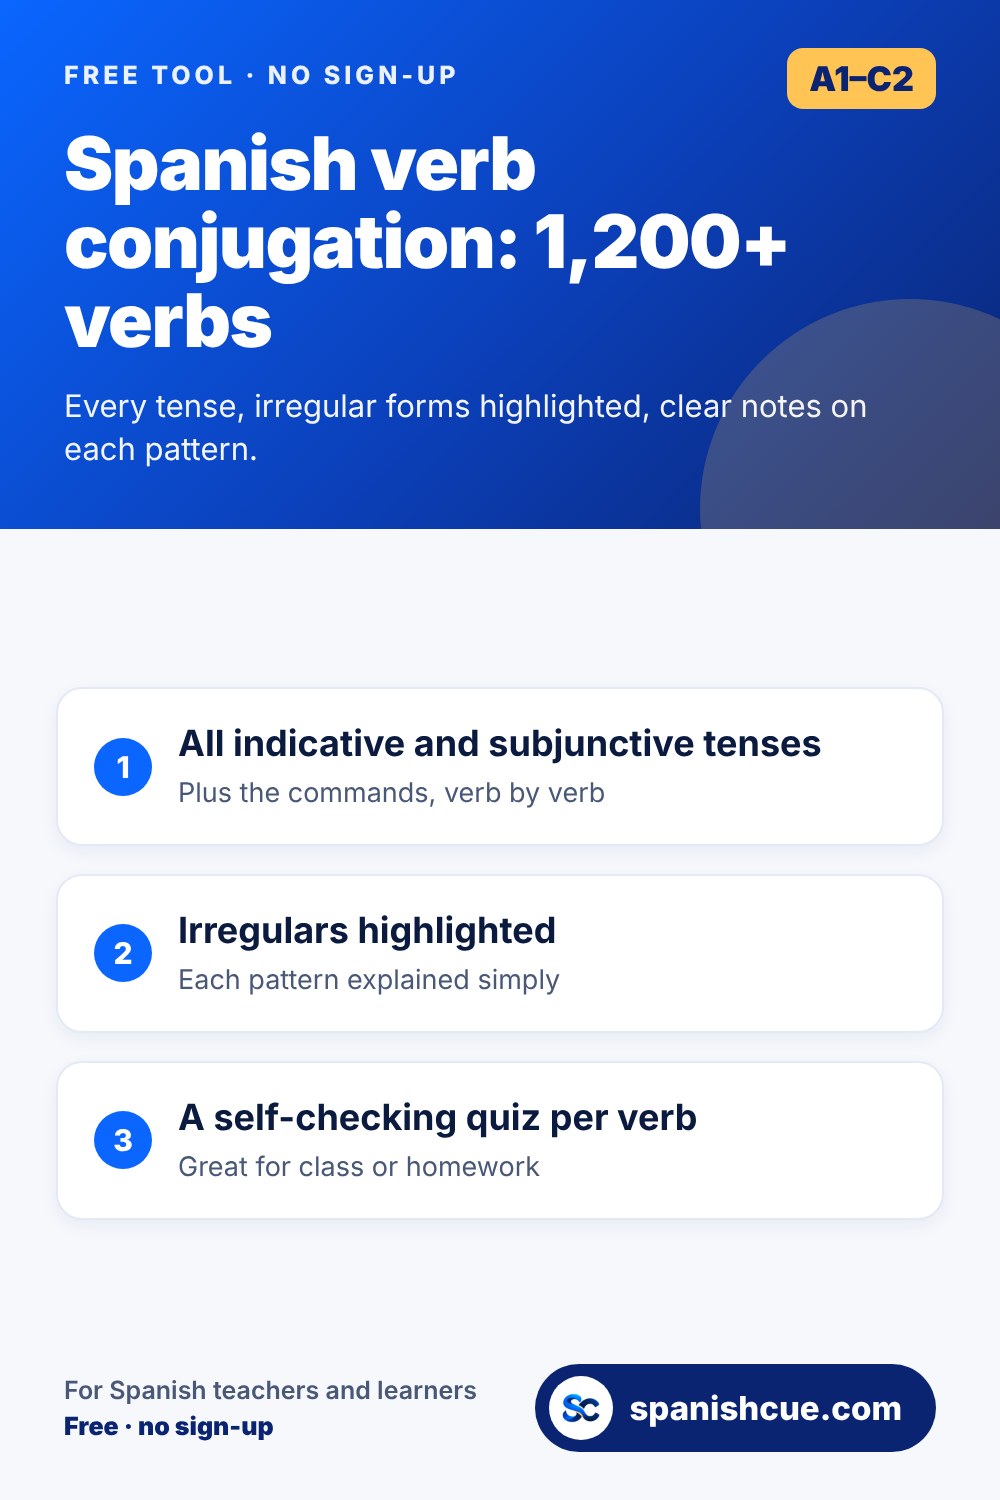 FREE TOOL · NO SIGN-UP
A1–C2
Spanish verb
conjugation: 1,200+
verbs
Every tense, irregular forms highlighted, clear notes on
each pattern.
1
All indicative and subjunctive tenses
Plus the commands, verb by verb
2
Irregulars highlighted
Each pattern explained simply
3
A self-checking quiz per verb
Great for class or homework
For Spanish teachers and learners
Free · no sign-up
SC spanishcue.com